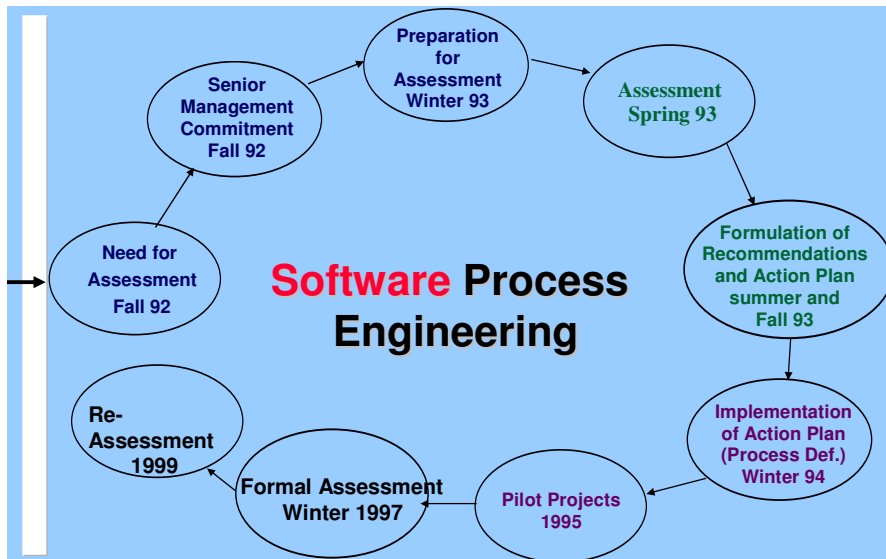 Need for
Assessment
Fall 92
Senior
Management
Commitment
Fall 92
Preparation
for
Assessment
Winter 93
Assessment
Spring 93
Formulation of
Recommendations
and Action Plan
summer and
Fall 93
Implementation
of Action Plan
(Process Def.)
Winter 94
Pilot Projects
1995
Formal Assessment
Winter 1997
Re-
Assessment
1999
Software Process
Engineering